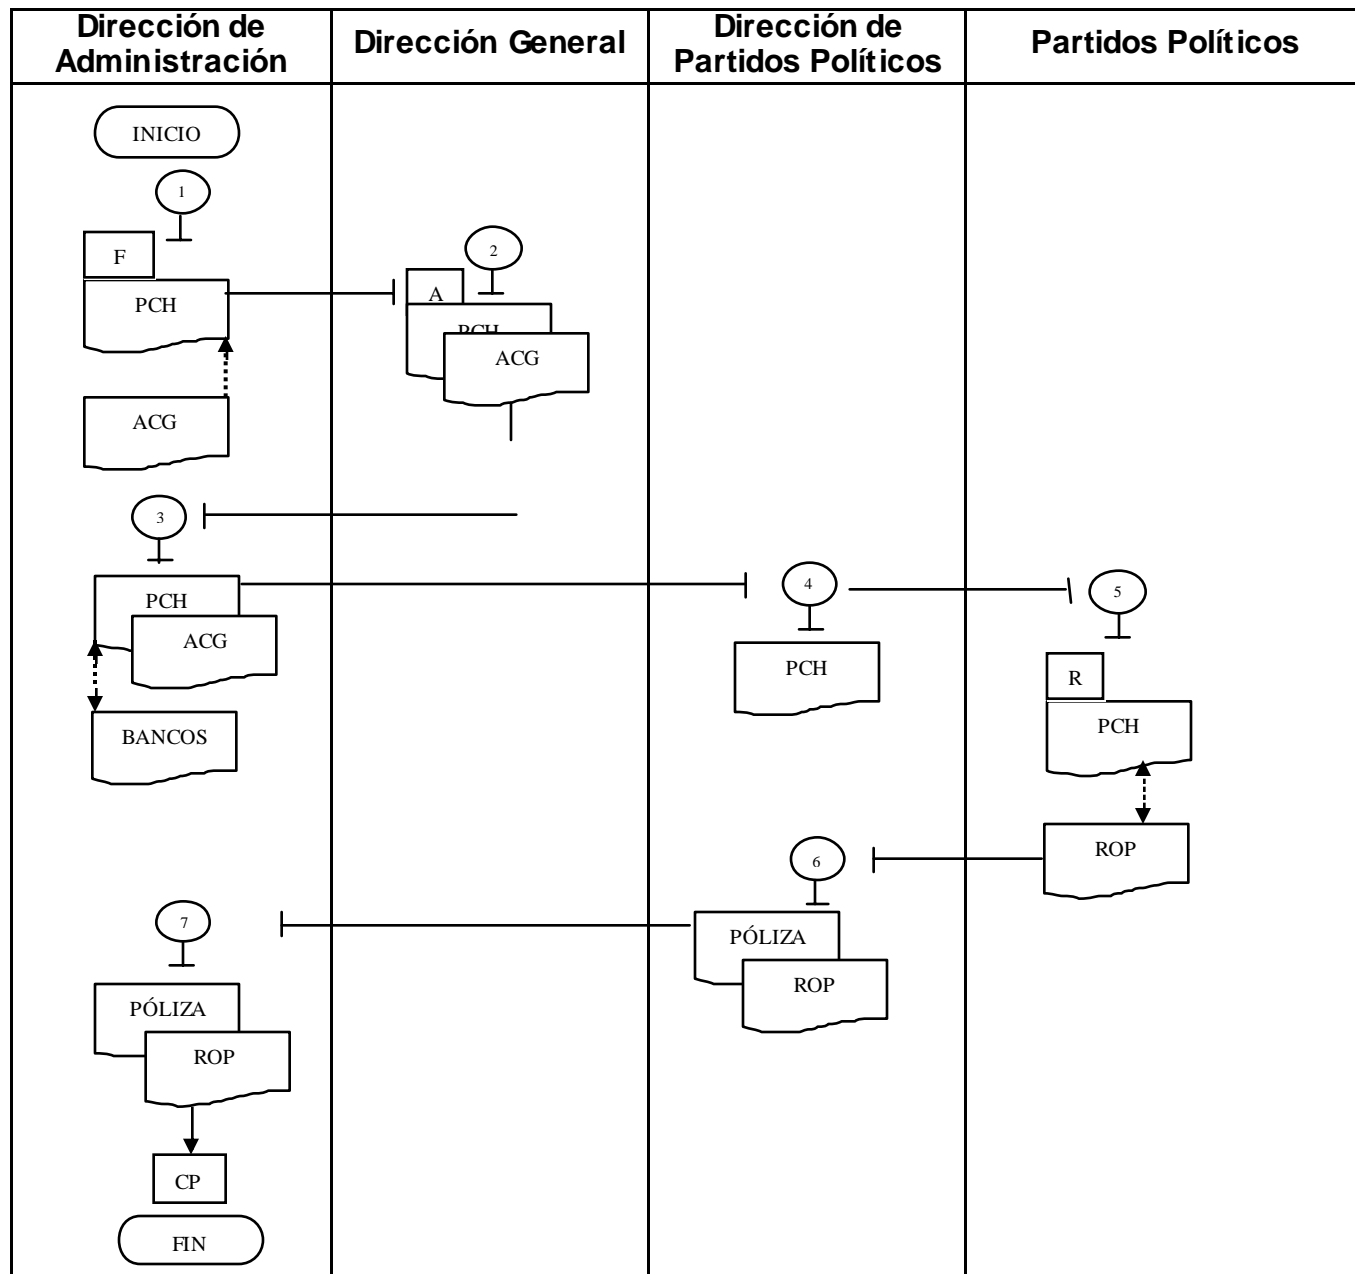 Dirección de
Administración
Dirección General
Dirección de
Partidos Políticos
Partidos Políticos
INICIO
1
F
PCH
ACG
2
A
PCH
ACG
3
PCH
ACG
BANCOS
4
PCH
5
R
PCH
ROP
6
PÓLIZA
ROP
7
PÓLIZA
ROP
CP
FIN